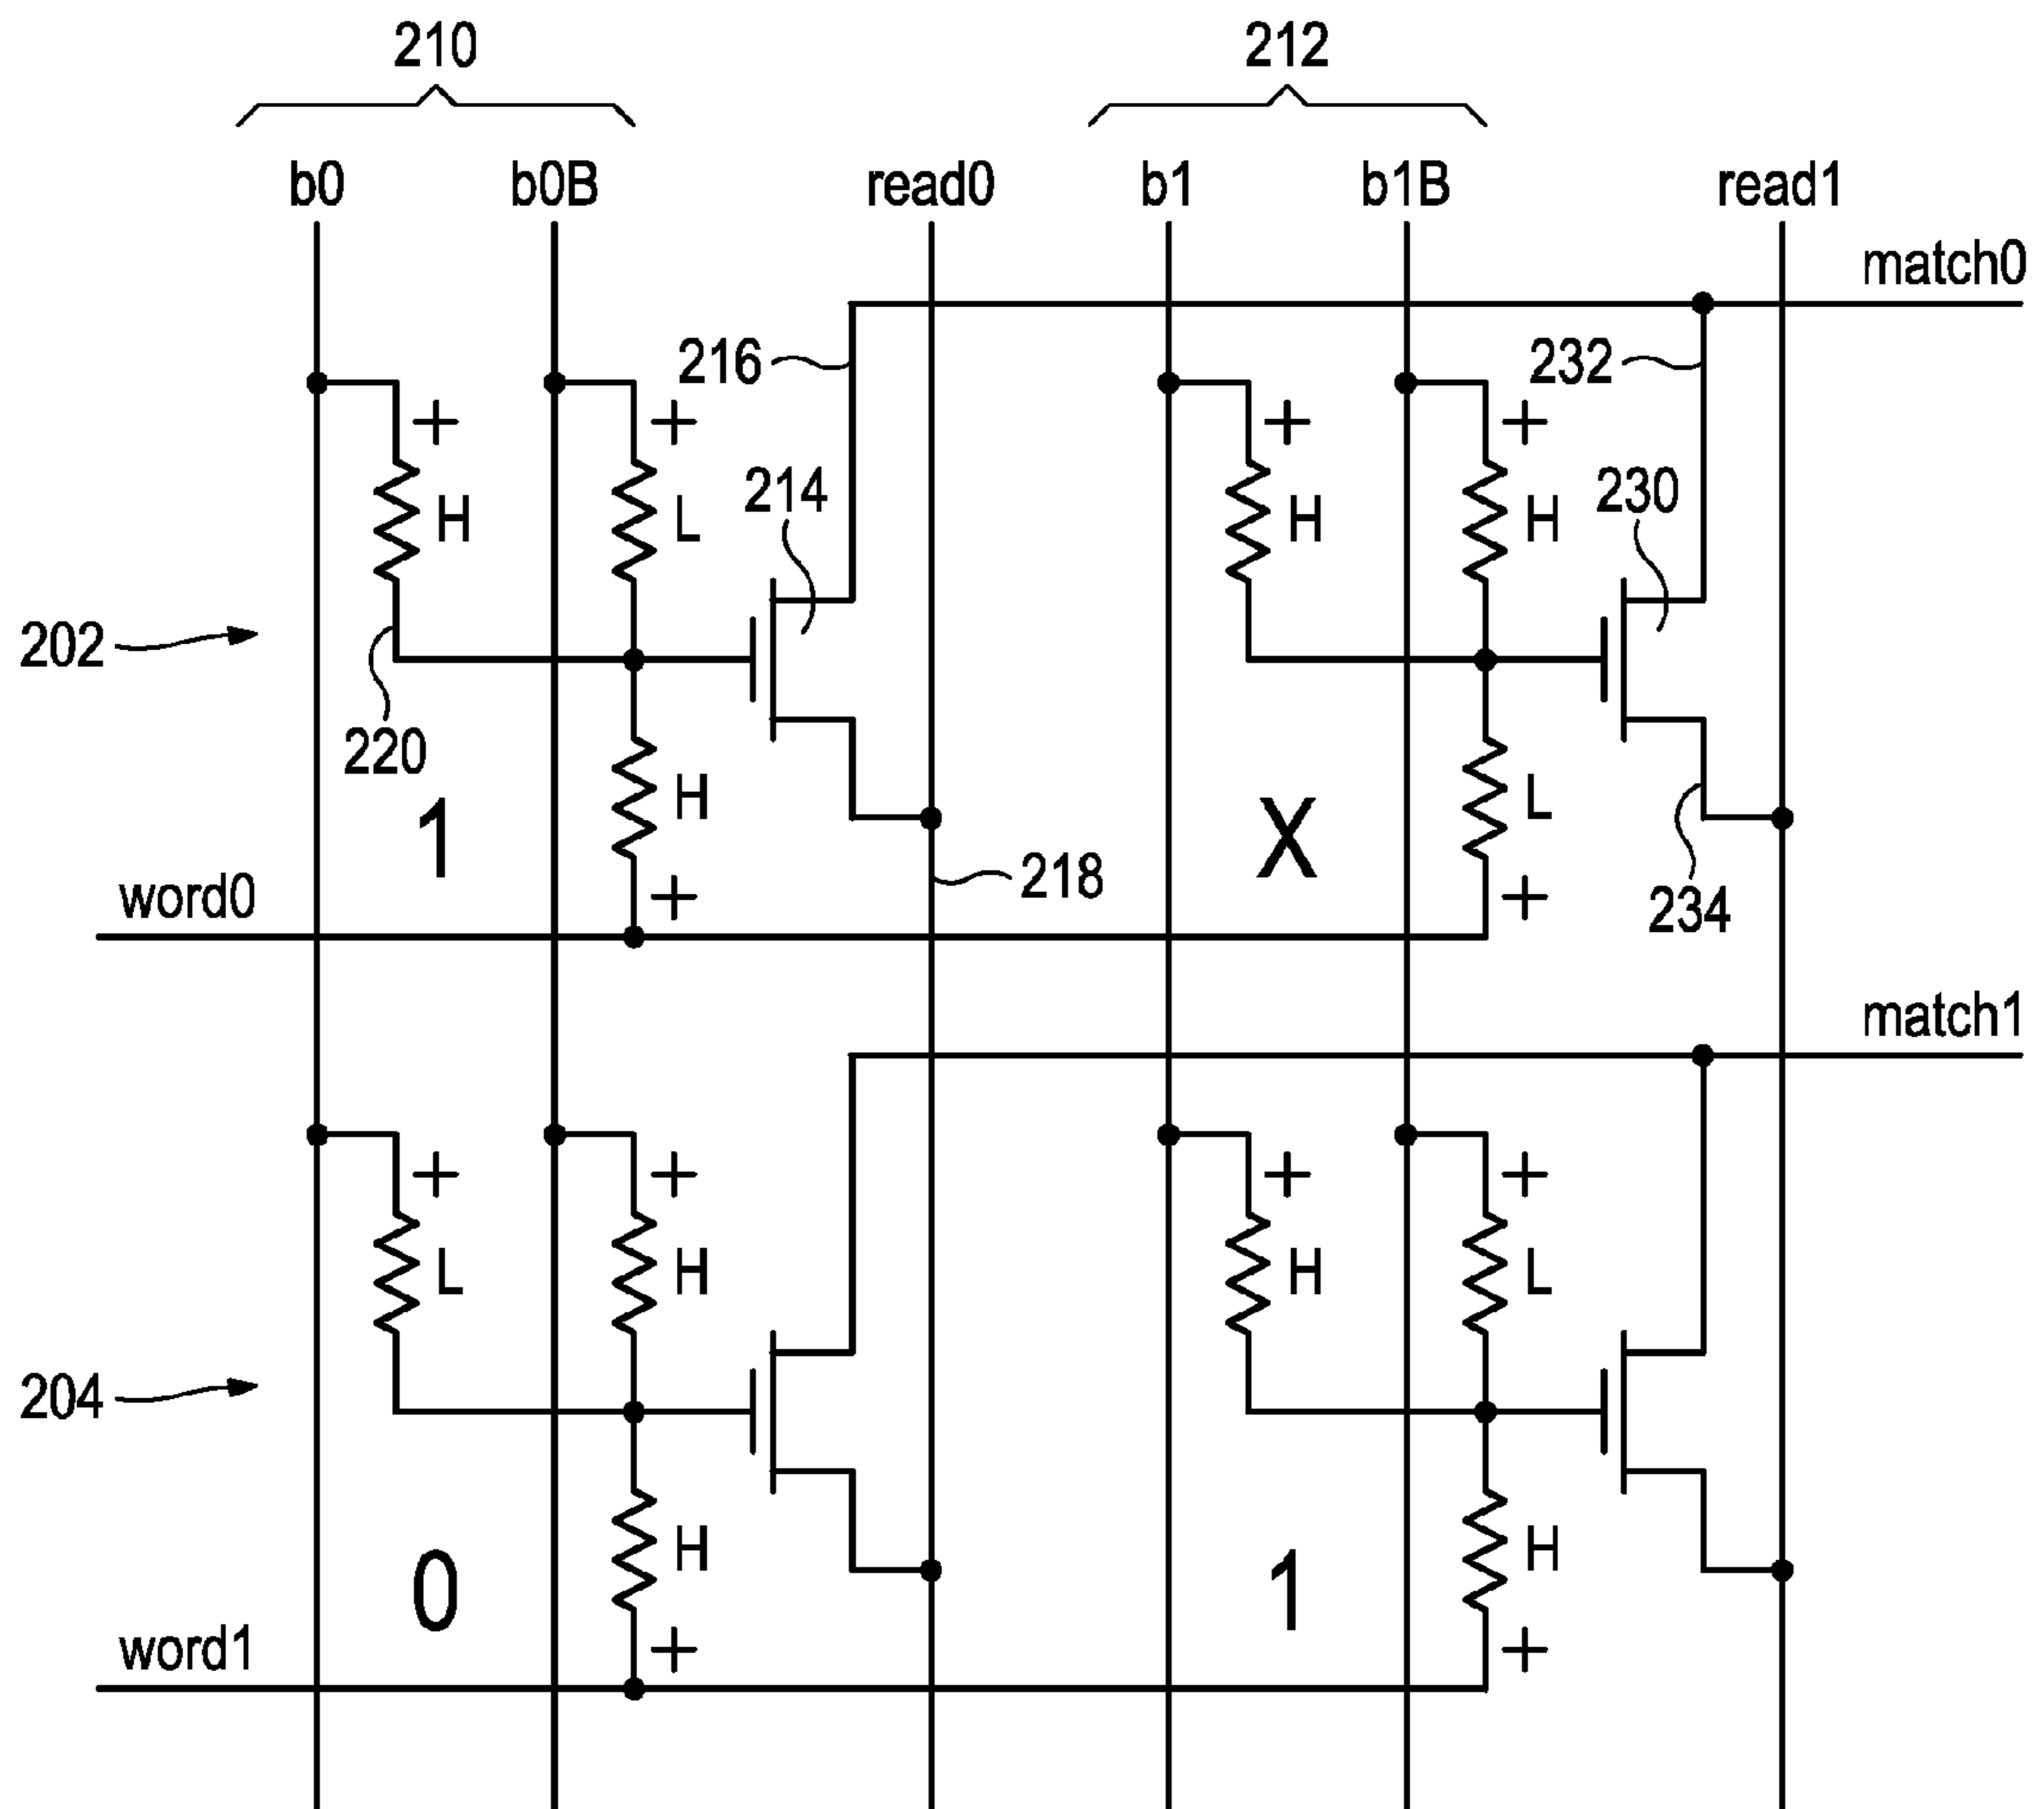 210 212
b0 b0B read0 b1 b1B read1
match0
216 232
+ + + +
214 230
H L H H
202
220
H L
1 X
218
word0 + + 234
match1
+ + + +
L H H L
204
H H
0 1
word1 + +